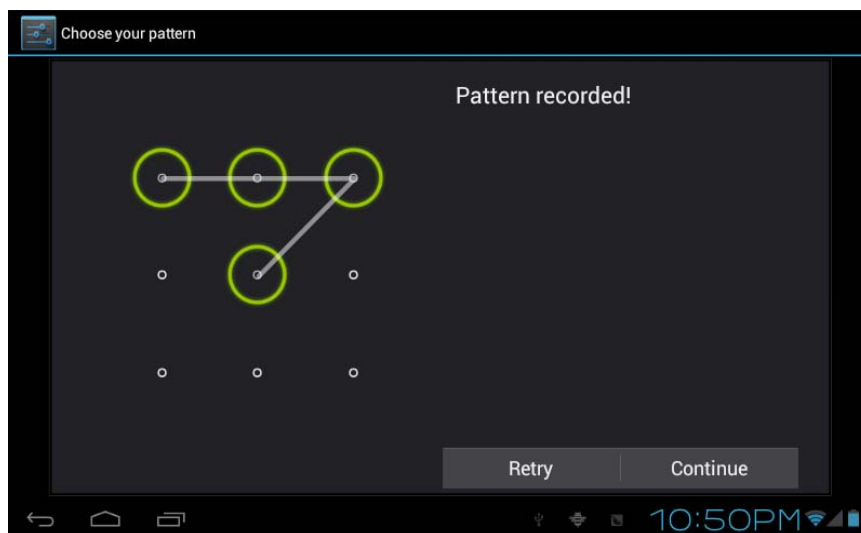 Choose your pattern
Pattern recorded!
Retry
Continue
10:50PM